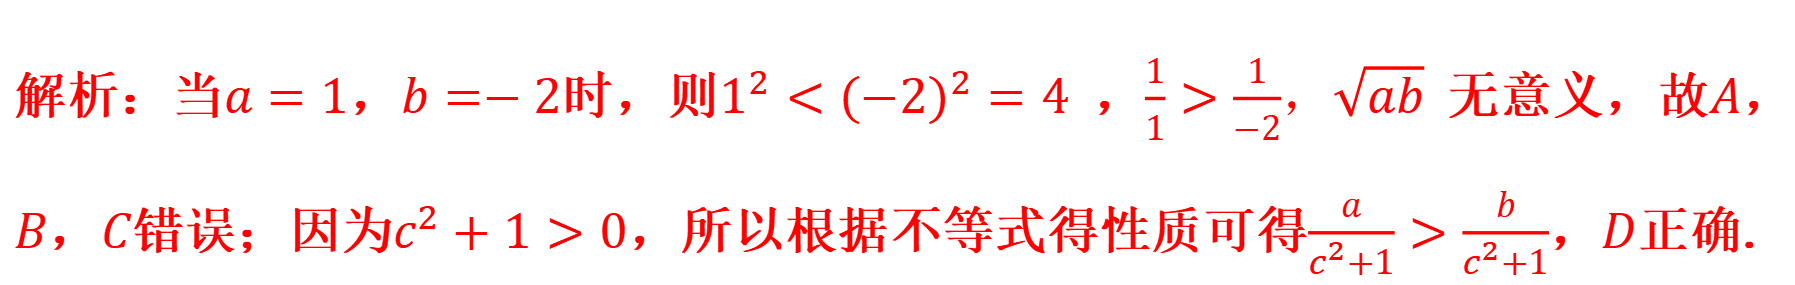 解析：当a = 1，b =− 2时，则1² < (−2)² = 4 ，1/1 > 1/−2，√ab 无意义，故A，
B，C错误；因为c² + 1 > 0，所以根据不等式得性质可得a/c²+1 > b/c²+1，D正确.